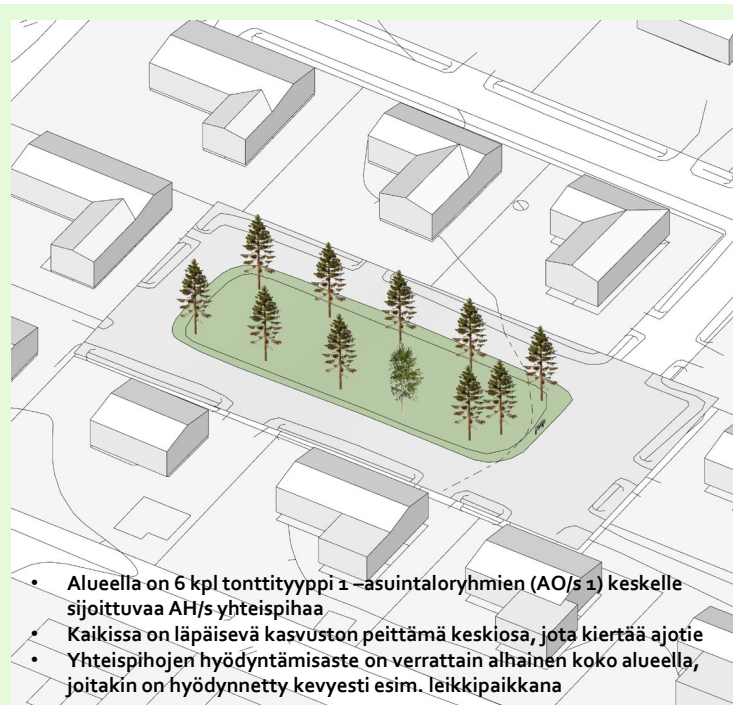 • Alueella on 6 kpl tonttityyppi 1 –asuintaloryhmien (AO/s 1) keskelle
sijoittuvaa AH/s yhteispihaa
• Kaikissa on läpäisevä kasvuston peittämä keskiosa, jota kiertää ajotie
• Yhteispihojen hyödyntämisaste on verrattain alhainen koko alueella,
joitakin on hyödynnetty kevyesti esim. leikkipaikkana